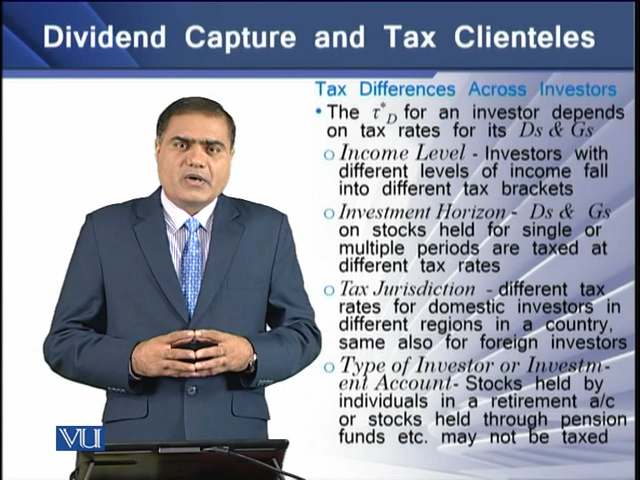 Dividend Capture and Tax Clienteles
Tax Differences Across Investors
• The τ*D for an investor depends
on tax rates for its Ds & Gs
o Income Level - Investors with
different levels of income fall
into different tax brackets
o Investment Horizon - Ds & Gs
on stocks held for single or
multiple periods are taxed at
different tax rates
o Tax Jurisdiction - different tax
rates for domestic investors in
different regions in a country,
same also for foreign investors
o Type of Investor or Investm-
ent Account- Stocks held by
individuals in a retirement a/c
or stocks held through pension
funds etc. may not be taxed
VU